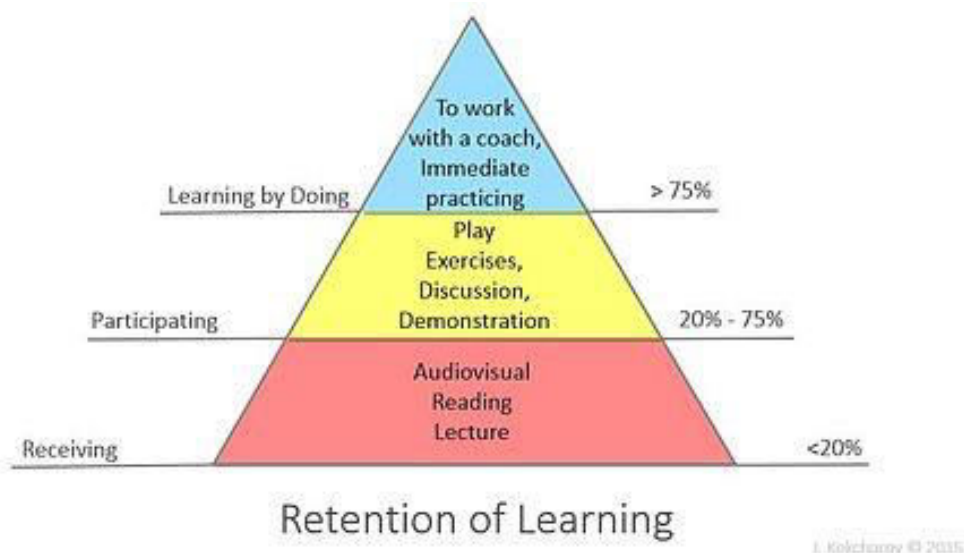 To work
with a coach,
Immediate
practicing
Learning by Doing
> 75%
Play
Exercises,
Discussion,
Demonstration
Participating
20% - 75%
Audiovisual
Reading
Lecture
Receiving
<20%
Retention of Learning
© 2015